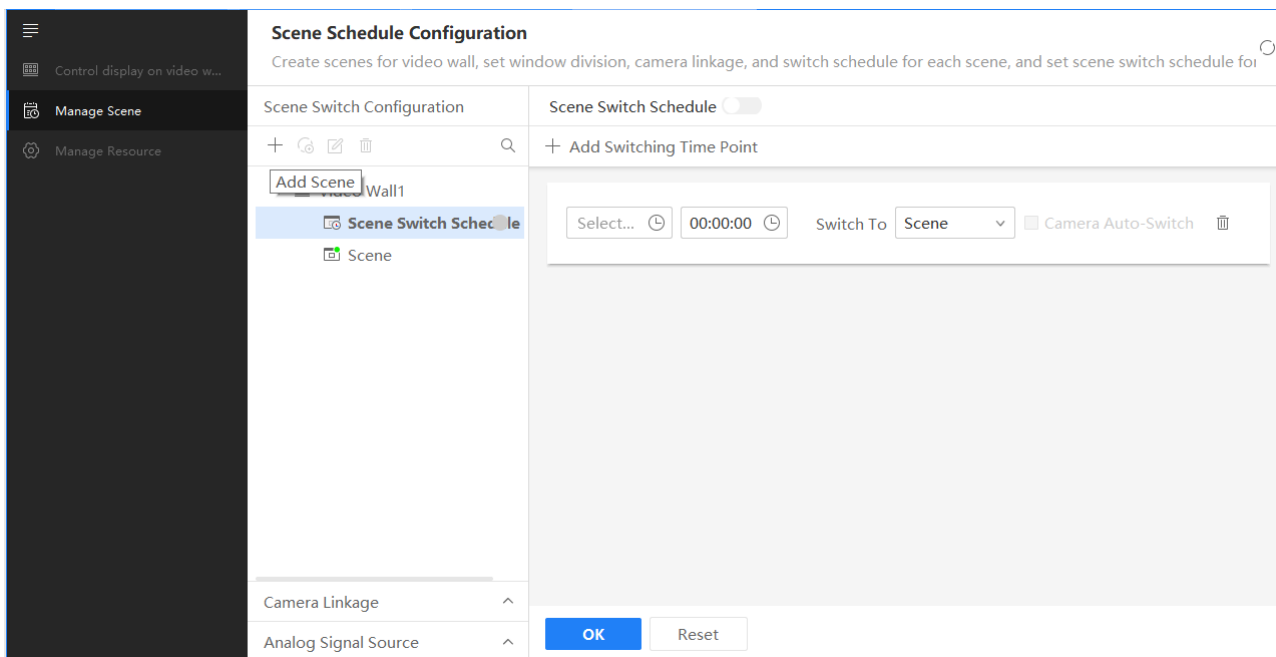 Scene Schedule Configuration
Create scenes for video wall, set window division, camera linkage, and switch schedule for each scene, and set scene switch schedule for
Control display on video w...
Manage Scene
Manage Resource
Scene Switch Configuration
Add Scene
Wall1
Scene Switch Schedule
Scene
Camera Linkage
Analog Signal Source
Scene Switch Schedule
Add Switching Time Point
Select... 00:00:00 Switch To Scene Camera Auto-Switch
OK Reset